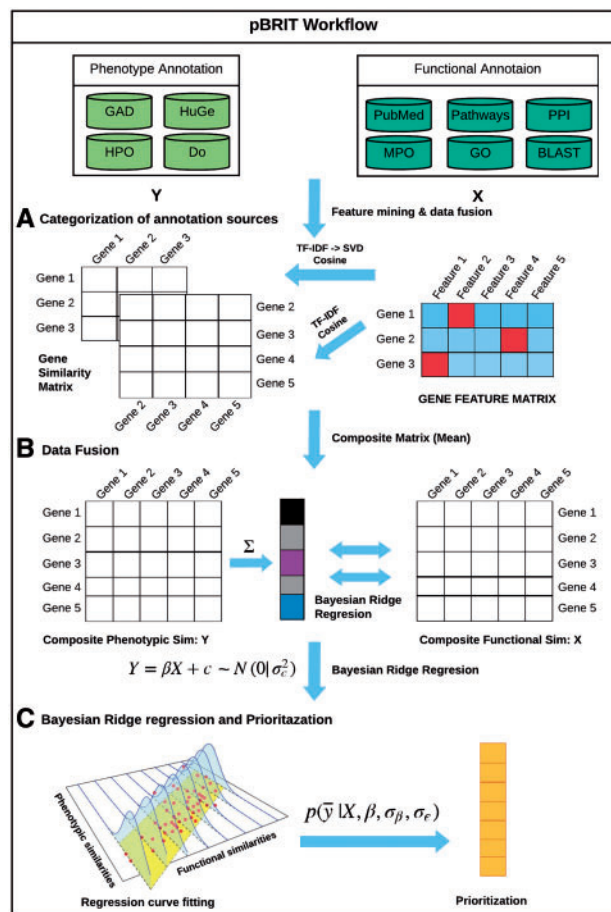 pBRIT Workflow
Phenotype Annotation
GAD
HuGe
HPO
Do
Y
Functional Annotaion
PubMed
Pathways
PPI
MPO
GO
BLAST
X
Feature mining & data fusion
A Categorization of annotation sources
Gene 1
Gene 2
Gene 3
Gene 1
Gene 2
Gene 3
Gene 2
Gene 3
Gene 4
Gene 5
Gene 2
Gene 3
Gene 4
Gene 5
Gene
Similarity
Matrix
TF-IDF -> SVD
Cosine
TF-IDF
Cosine
Feature 1
Feature 2
Feature 3
Feature 4
Feature 5
Gene 1
Gene 2
Gene 3
GENE FEATURE MATRIX
Composite Matrix (Mean)
B Data Fusion
Gene 1
Gene 2
Gene 3
Gene 4
Gene 5
Gene 1
Gene 2
Gene 3
Gene 4
Gene 5
Composite Phenotypic Sim: Y
Σ
Bayesian Ridge
Regresion
Gene 1
Gene 2
Gene 3
Gene 4
Gene 5
Gene 1
Gene 2
Gene 3
Gene 4
Gene 5
Composite Functional Sim: X
Y = βX + c ~ N(0|σ_c^2)
Bayesian Ridge Regresion
C Bayesian Ridge regression and Prioritazation
Phenotypic similarities
Functional similarities
Regression curve fitting
p(ȳ |X, β, σ_β, σ_ϵ)
Prioritization